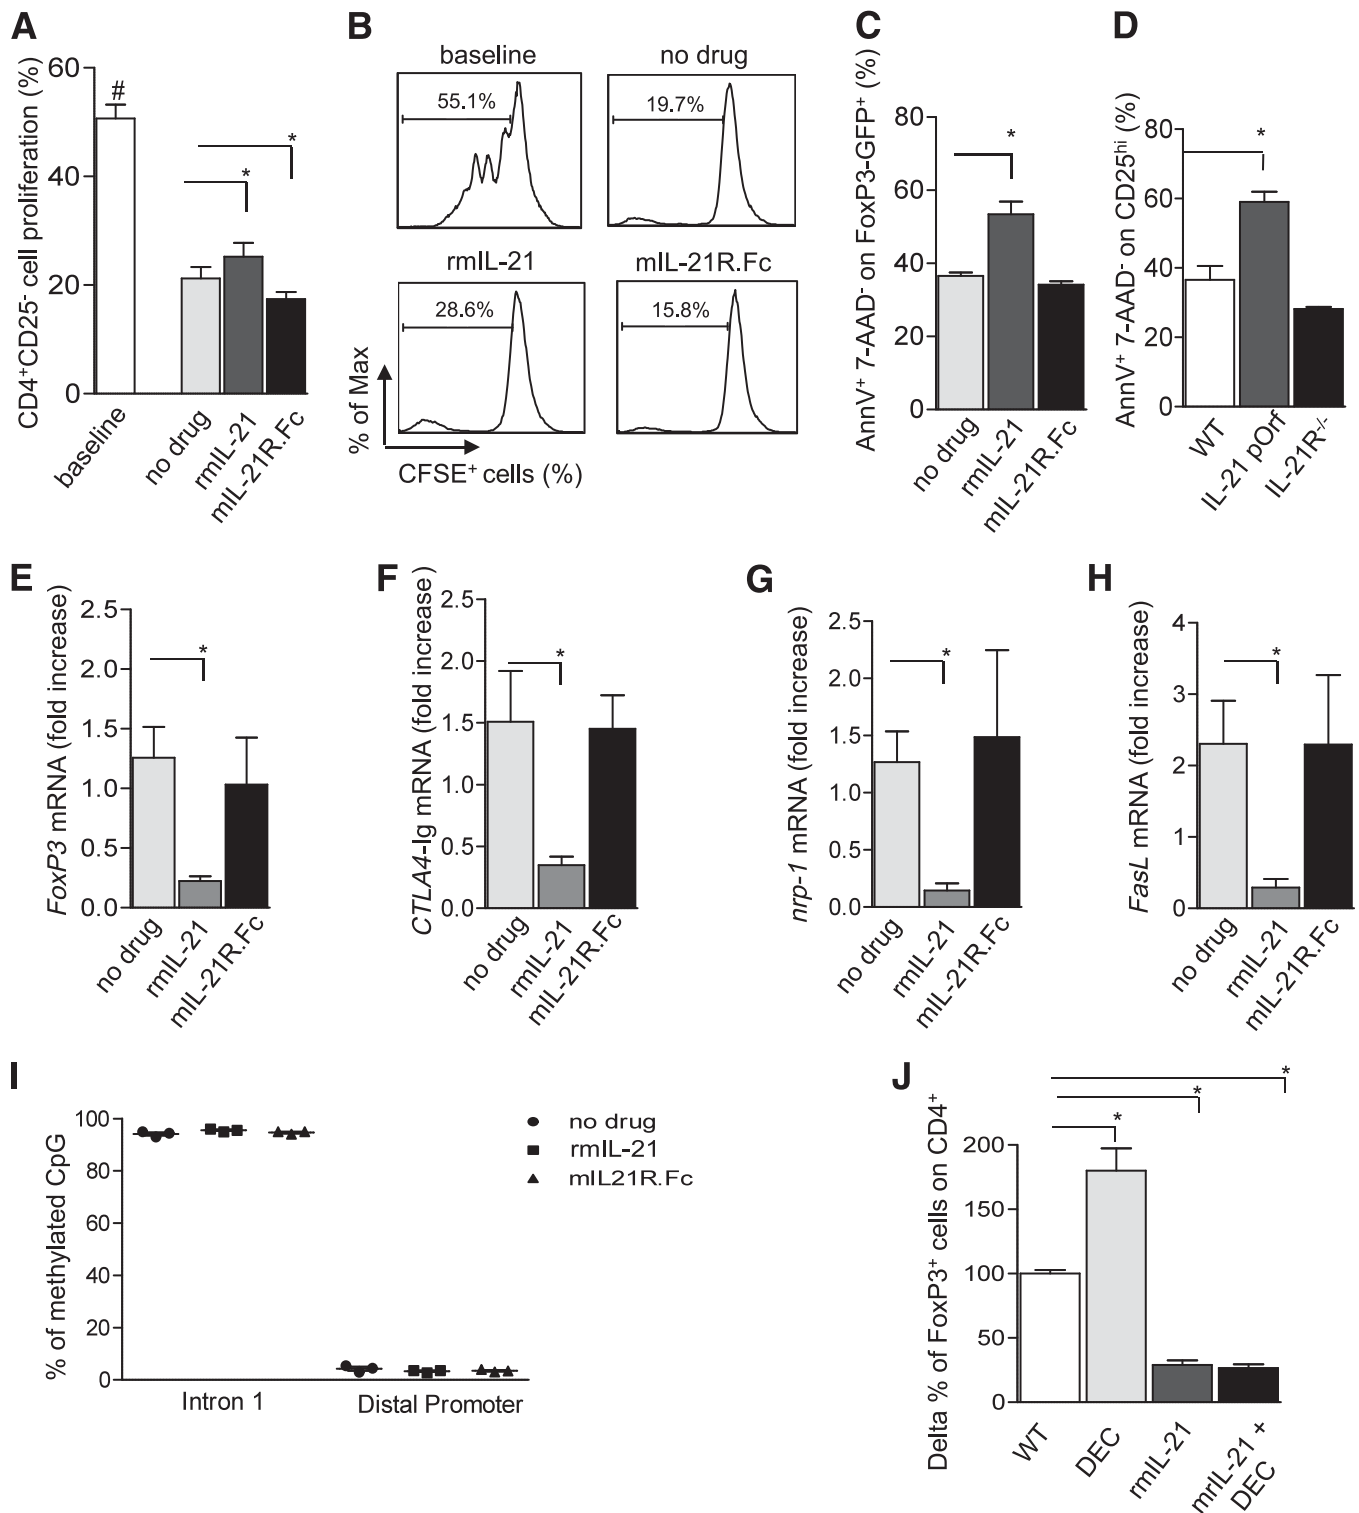 A
CD4⁺CD25⁻ cell proliferation (%)
60
40
20
0
#
*
*
baseline
no drug
rmIL-21
mIL-21R.Fc
B
baseline
55.1%
no drug
19.7%
rmIL-21
28.6%
mIL-21R.Fc
15.8%
% of Max
CFSE⁺ cells (%)
C
AnnV⁺ 7-AAD⁻ on FoxP3-GFP⁺ (%)
80
60
40
20
0
*
no drug
rmIL-21
mIL-21R.Fc
D
AnnV⁺ 7-AAD⁻ on CD25ʰⁱ (%)
80
60
40
20
0
*
WT
IL-21 pOrf
IL-21R⁻/⁻
E
FoxP3 mRNA (fold increase)
2.5
2.0
1.5
1.0
0.5
0.0
*
no drug
rmIL-21
mIL-21R.Fc
F
CTLA4-Ig mRNA (fold increase)
2.5
2.0
1.5
1.0
0.5
0.0
*
no drug
rmIL-21
mIL-21R.Fc
G
nrp-1 mRNA (fold increase)
2.5
2.0
1.5
1.0
0.5
0.0
*
no drug
rmIL-21
mIL-21R.Fc
H
FasL mRNA (fold increase)
4
3
2
1
0
*
no drug
rmIL-21
mIL-21R.Fc
I
% of methylated CpG
100
80
60
40
20
0
Intron 1
Distal Promoter
no drug
rmIL-21
mIL21R.Fc
J
Delta % of FoxP3⁺ cells on CD4⁺
200
150
100
50
0
*
*
*
WT
DEC
rmIL-21
mrIL-21 +
DEC